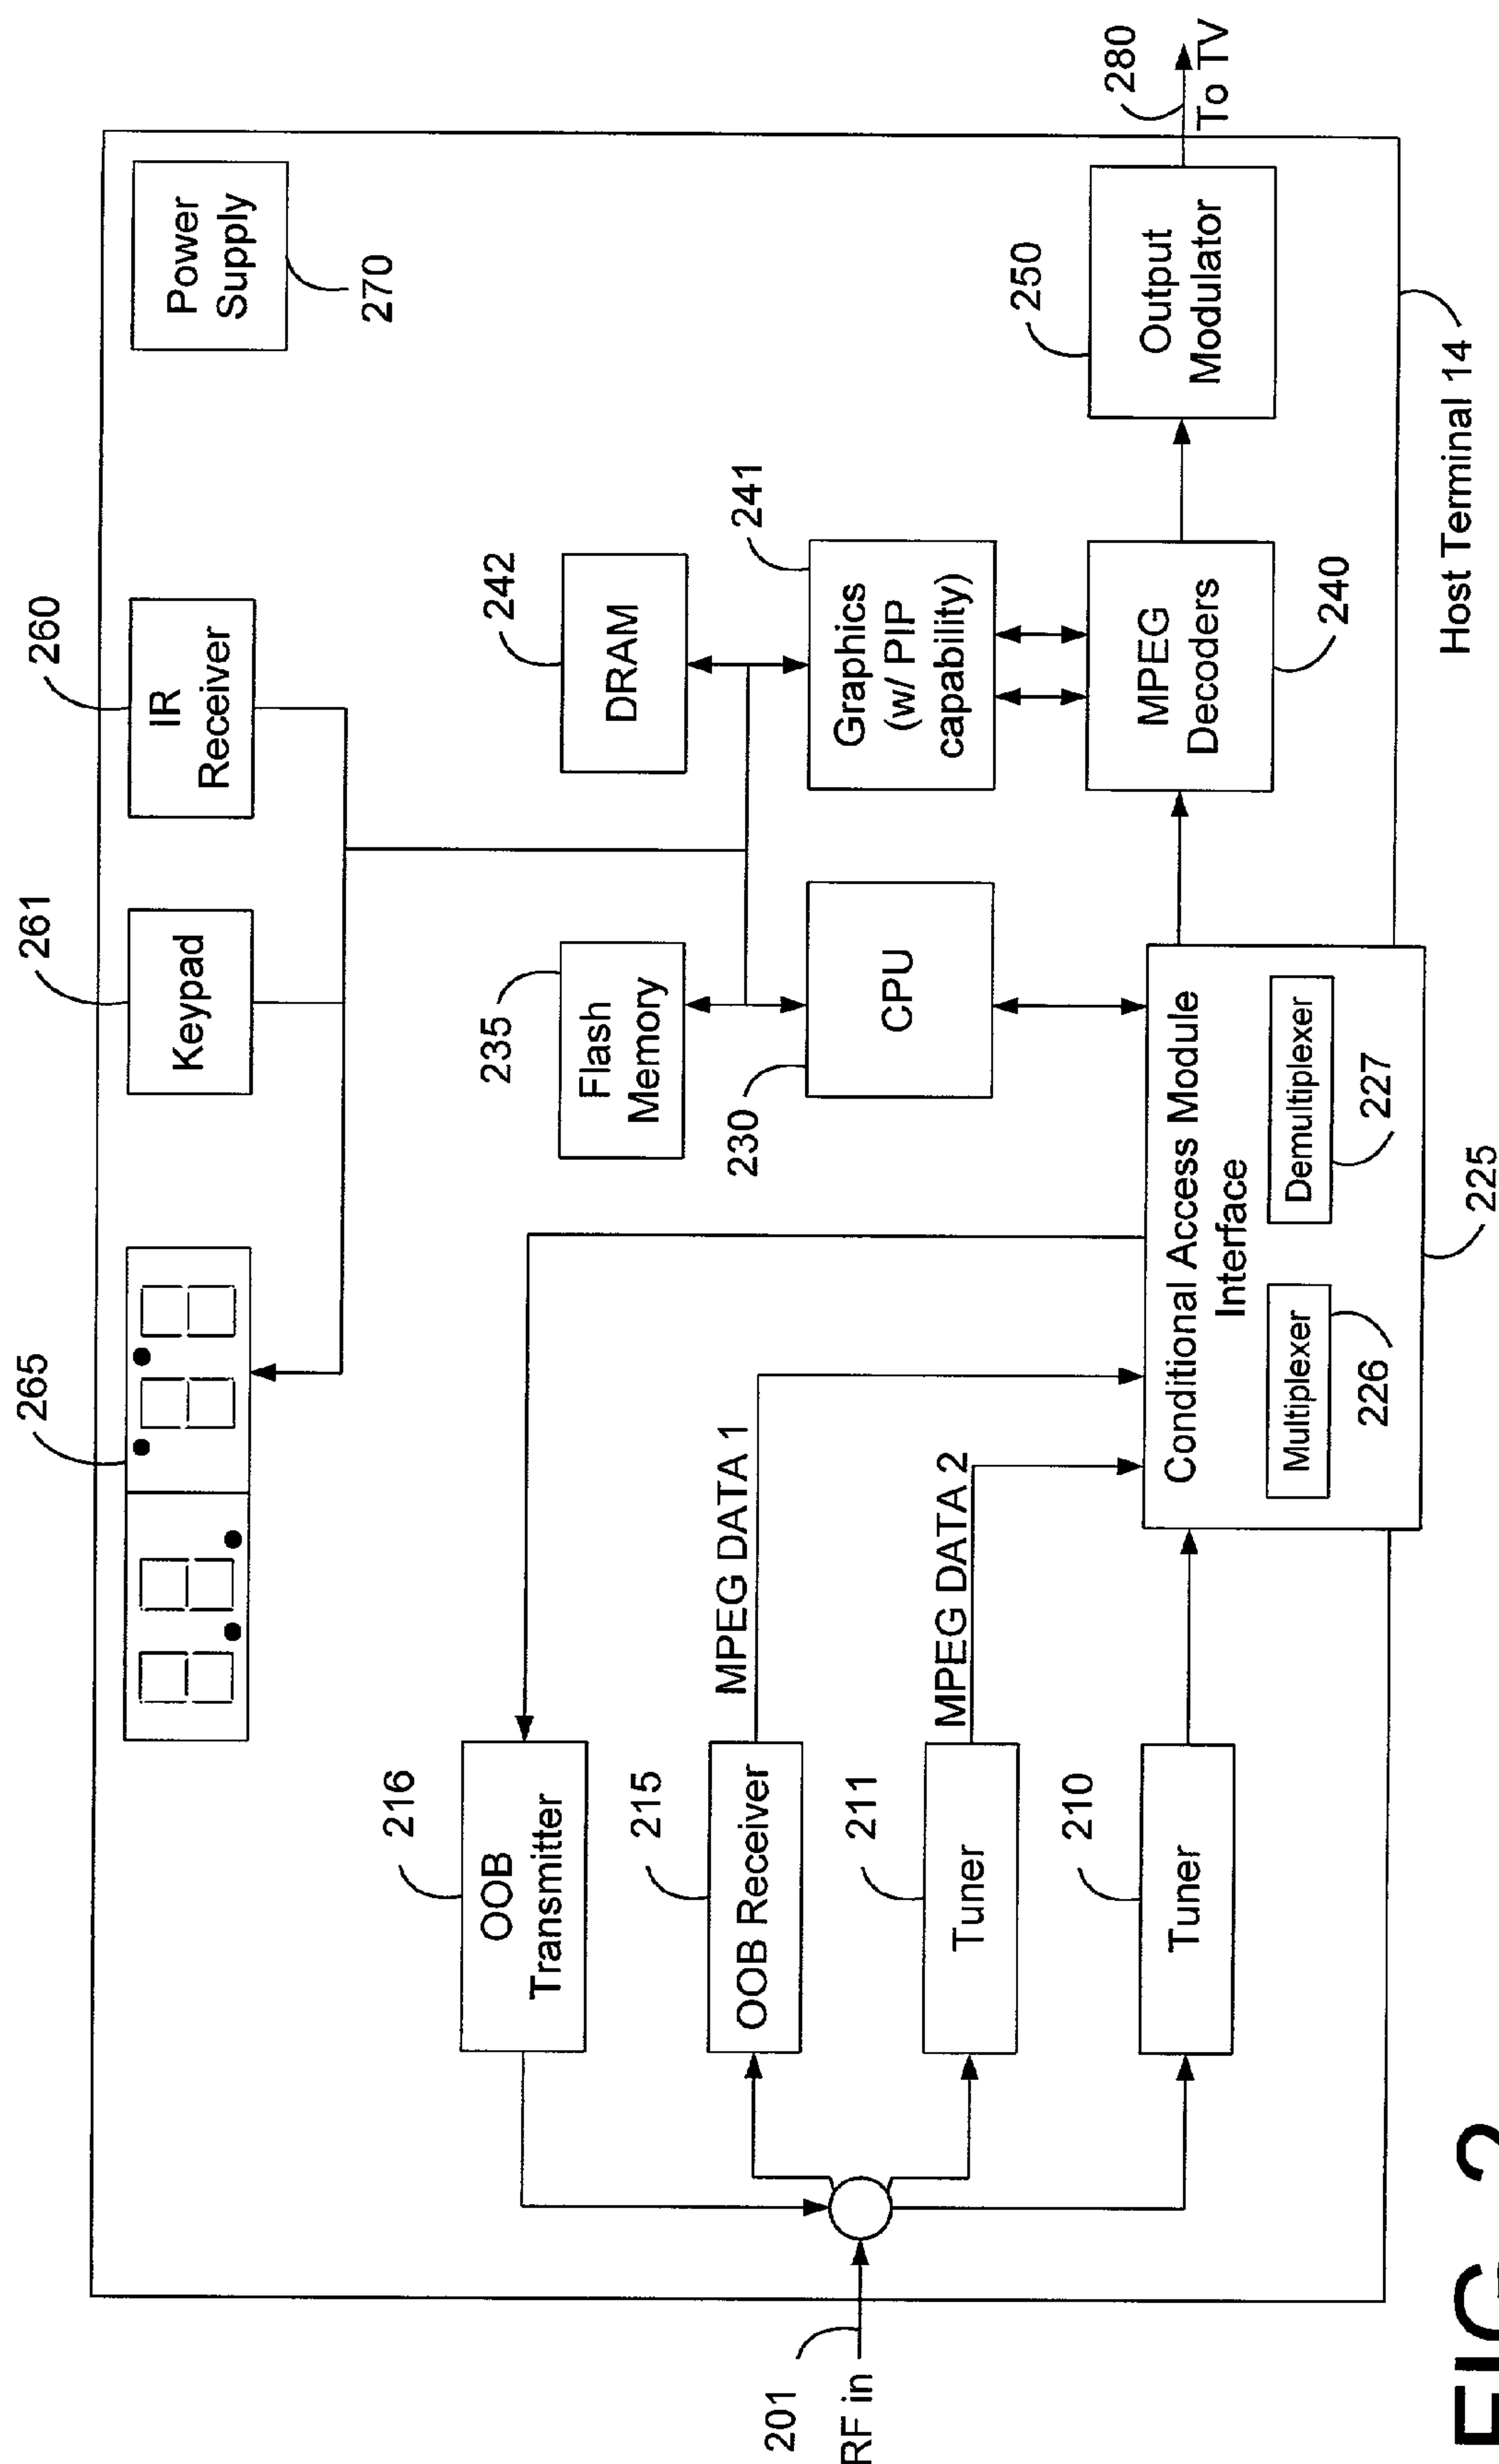 265
261
Keypad
260
IR
Receiver
Power
Supply
270
216
OOB
Transmitter
235
Flash
Memory
242
DRAM
215
OOB Receiver
MPEG DATA 1
230
CPU
241
Graphics
(w/ PIP
capability)
201
RF in
211
Tuner
MPEG DATA 2
210
Tuner
Conditional Access Module
Interface
Multiplexer
226
Demultiplexer
227
225
MPEG
Decoders
240
250
Output
Modulator
280
To TV
Host Terminal 14
FIG. 2